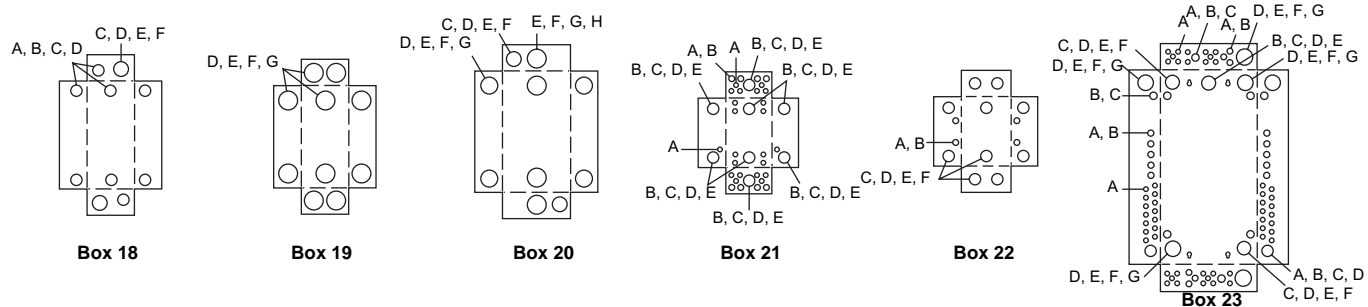 A, B, C, D
C, D, E, F
Box 18
D, E, F, G
Box 19
C, D, E, F
E, F, G, H
D, E, F, G
Box 20
A, B
A
B, C, D, E
B, C, D, E
B, C, D, E
A
B, C, D, E
B, C, D, E
B, C, D, E
Box 21
A, B
C, D, E, F
Box 22
A
A, B, C
A, B
D, E, F, G
C, D, E, F
B, C, D, E
D, E, F, G
D, E, F, G
B, C
A, B
A
D, E, F, G
A, B, C, D
C, D, E, F
Box 23